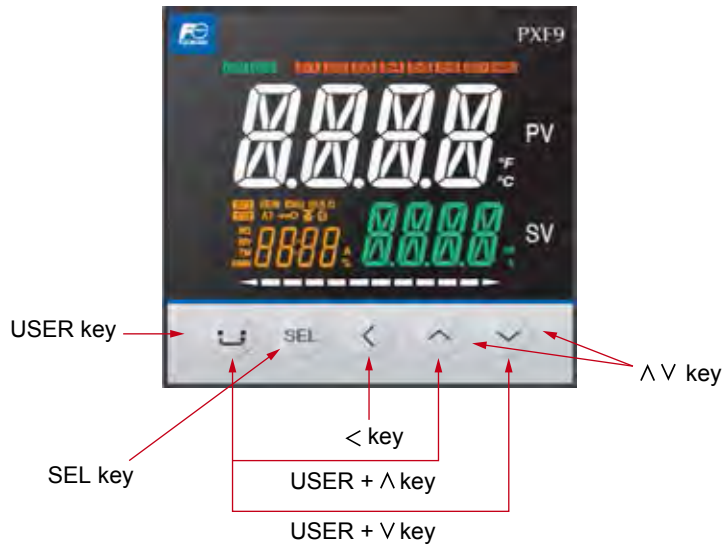 PXF9
PV
°F
°C
SV
USER key
SEL
∧ ∨ key
< key
SEL key
USER + ∧ key
USER + ∨ key